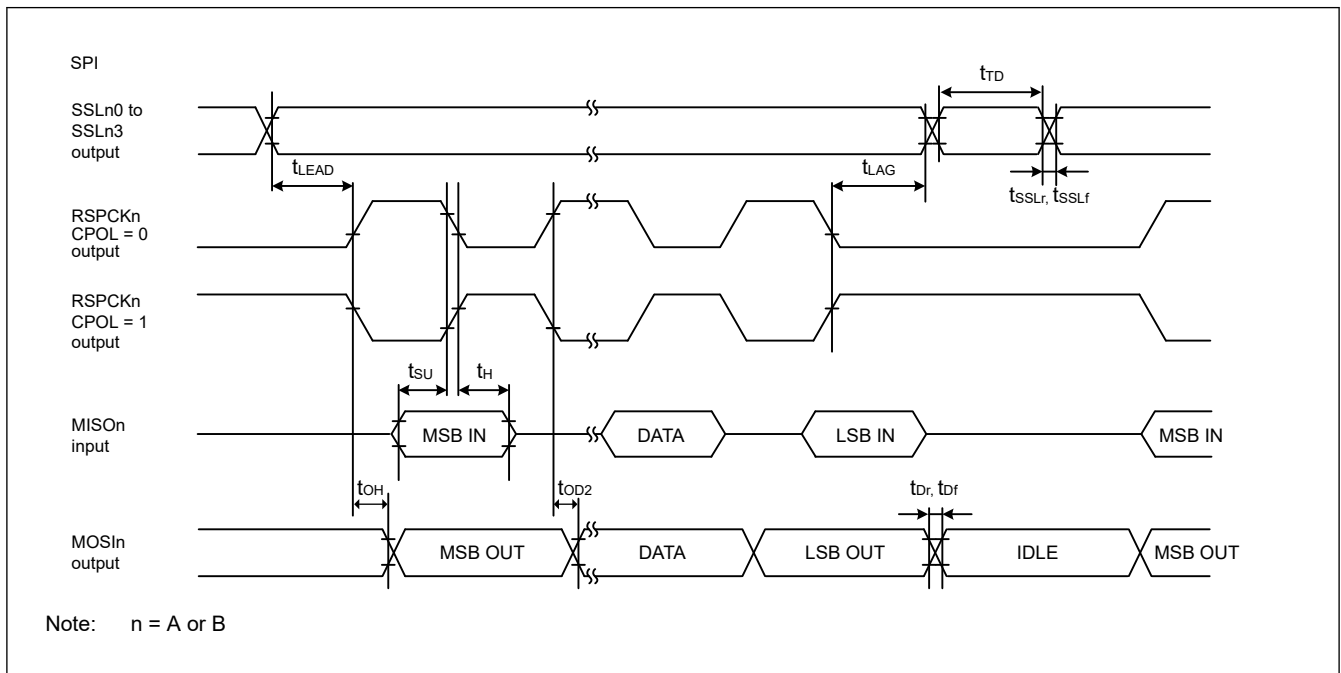 SPI
tTD
SSLn0 to
SSLn3
output
tLEAD
tLAG
tSSLr, tSSLf
RSPCKn
CPOL = 0
output
RSPCKn
CPOL = 1
output
tSU
tH
MISOn
input
MSB IN
DATA
LSB IN
MSB IN
tOH
tOD2
tDr, tDf
MOSIn
output
MSB OUT
DATA
LSB OUT
IDLE
MSB OUT
Note: n = A or B